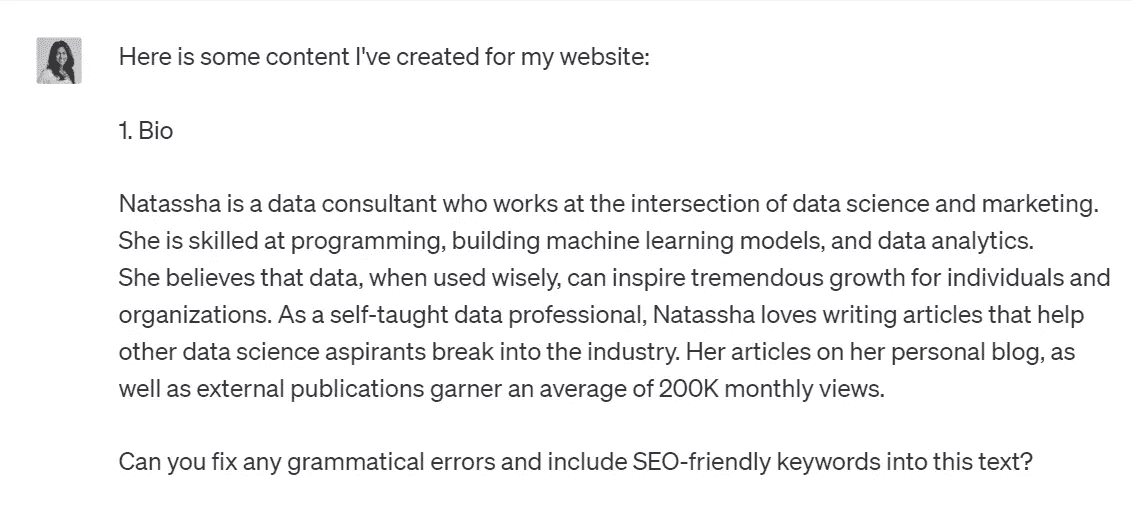 Here is some content I've created for my website:
1. Bio
Natassha is a data consultant who works at the intersection of data science and marketing.
She is skilled at programming, building machine learning models, and data analytics.
She believes that data, when used wisely, can inspire tremendous growth for individuals and
organizations. As a self-taught data professional, Natassha loves writing articles that help
other data science aspirants break into the industry. Her articles on her personal blog, as
well as external publications garner an average of 200K monthly views.
Can you fix any grammatical errors and include SEO-friendly keywords into this text?